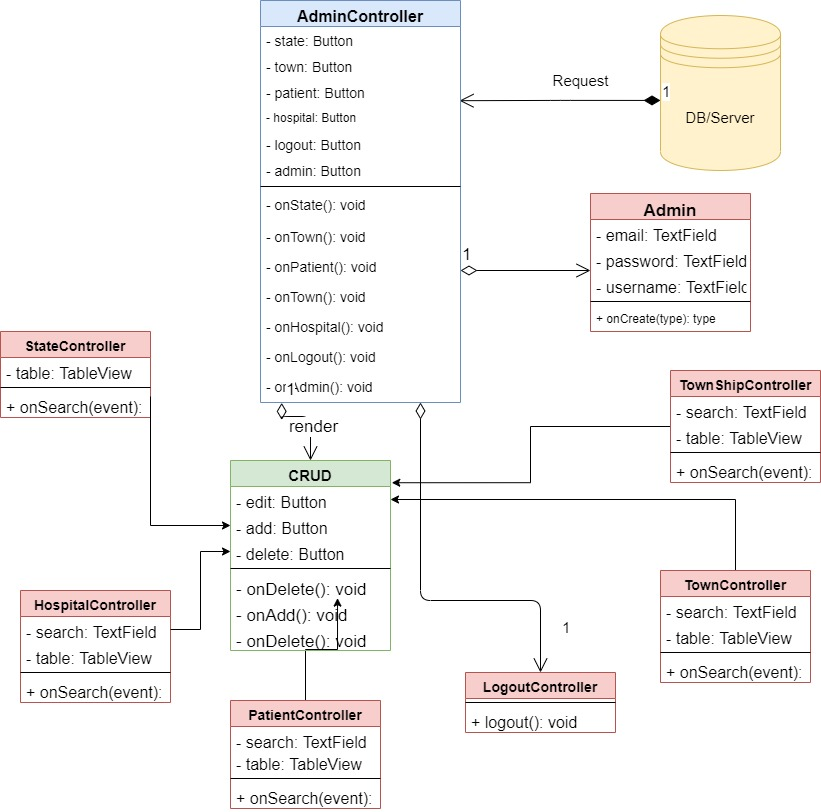 AdminController
- state: Button
- town: Button
- patient: Button
- hospital: Button
- logout: Button
- admin: Button
- onState(): void
- onTown(): void
- onPatient(): void
- onTown(): void
- onHospital(): void
- onLogout(): void
- onAdmin(): void
Request
1
DB/Server
1
Admin
- email: TextField
- password: TextField
- username: TextField
+ onCreate(type): type
StateController
- table: TableView
+ onSearch(event):
1
render
TownShipController
- search: TextField
- table: TableView
+ onSearch(event):
CRUD
- edit: Button
- add: Button
- delete: Button
- onDelete(): void
- onAdd(): void
- onDelete(): void
HospitalController
- search: TextField
- table: TableView
+ onSearch(event):
TownController
- search: TextField
- table: TableView
+ onSearch(event):
1
LogoutController
+ logout(): void
PatientController
- search: TextField
- table: TableView
+ onSearch(event):